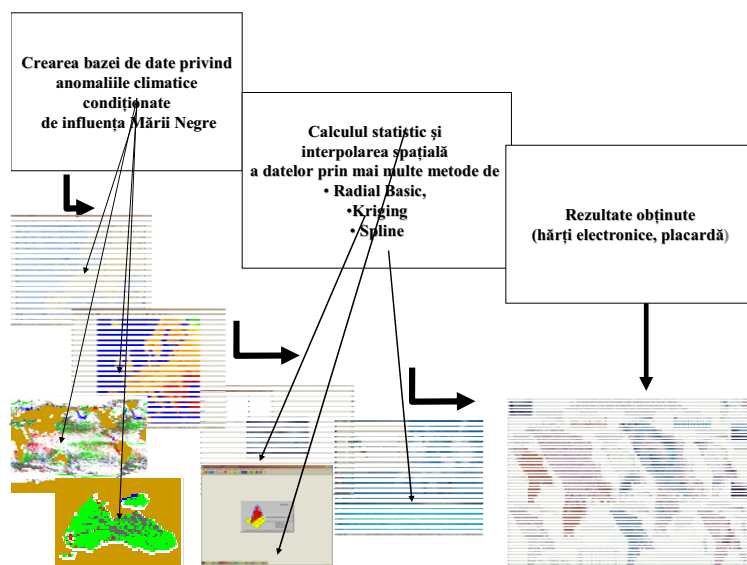 Crearea bazei de date privind
anomaliile climatice
condiționate
de influența Mării Negre
Calculul statistic şi
interpolarea spațială
a datelor prin mai multe metode de
• Radial Basic,
•Kriging
• Spline
Rezultate obținute
(hărți electronice, placardă)